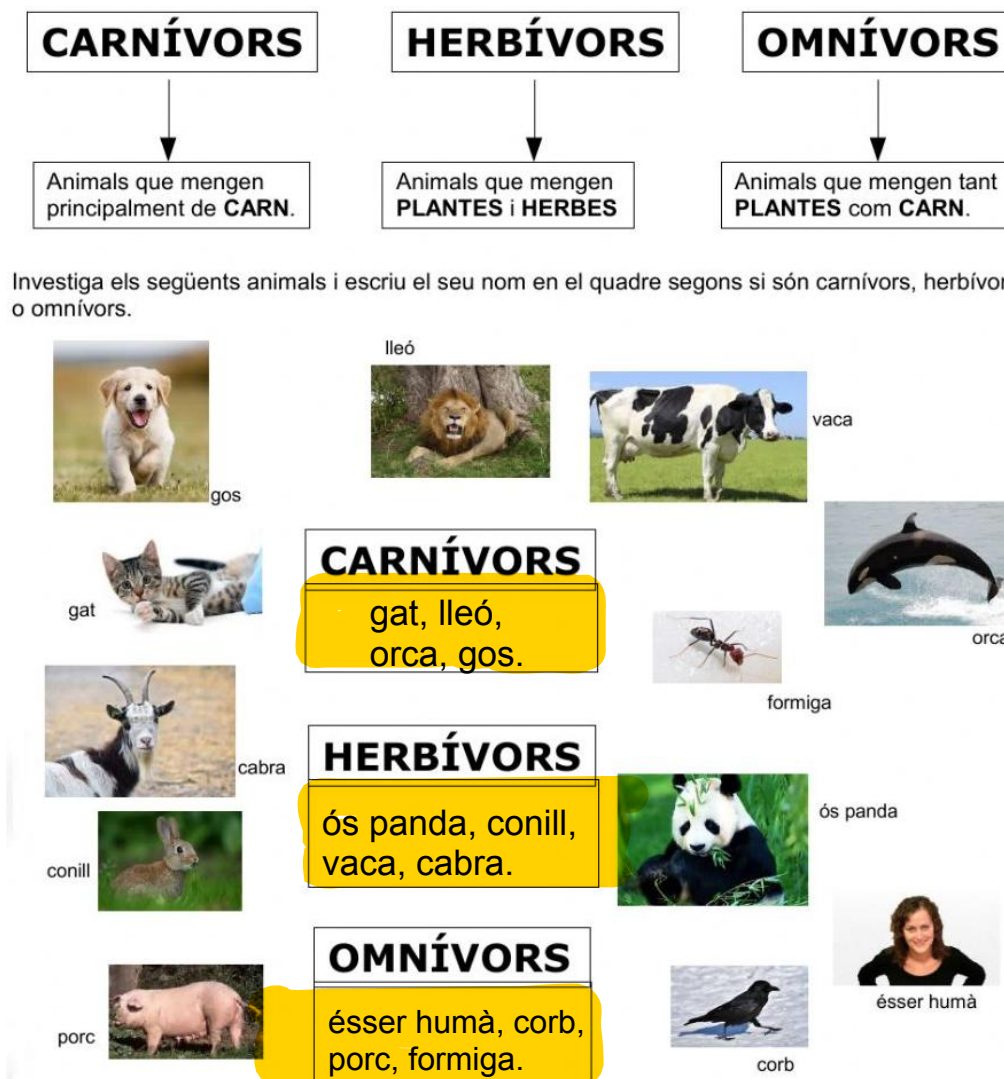 CARNÍVORS
HERBÍVORS
OMNÍVORS
Animals que mengen
principalment de CARN.
Animals que mengen
PLANTES i HERBES
Animals que mengen tant
PLANTES com CARN.
Investiga els següents animals i escriu el seu nom en el quadre segons si són carnívors, herbívor
o omnívors.
lleó
vaca
gos
CARNÍVORS
gat, lleó,
orca, gos.
gat
orca
formiga
cabra
HERBÍVORS
ós panda, conill,
vaca, cabra.
ós panda
conill
OMNÍVORS
ésser humà, corb,
porc, formiga.
ésser humà
porc
corb